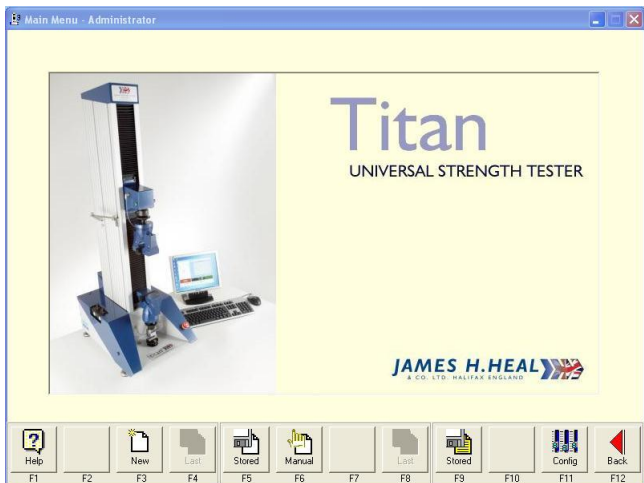 Main Menu - Administrator
Titan
UNIVERSAL STRENGTH TESTER
JAMES H.HEAL
& CO. LTD. HALIFAX ENGLAND
Help
New
Last
Stored
Manual
Last
Stored
Config
Back
F1 F2 F3 F4 F5 F6 F7 F8 F9 F10 F11 F12